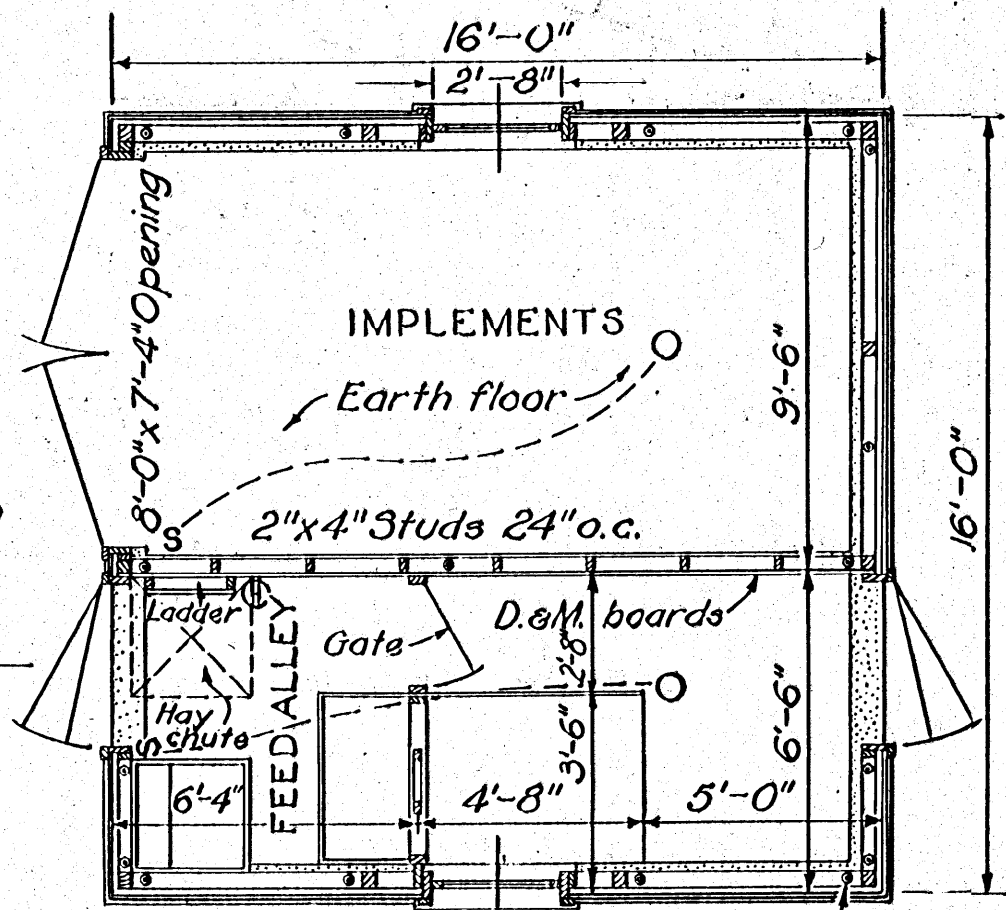 16'-0"
2'-8"
8'-0" x 7'-4" Opening
IMPLEMENTS
Earth floor
9'-6"
16'-0"
S
2"x4" Studs 24" o.c.
Ladder
FEED ALLEY
Gate
D.&M. boards
2'-8"
Hay
chute
S
3'-6"
6'-6"
6'-4"
4'-8"
5'-0"